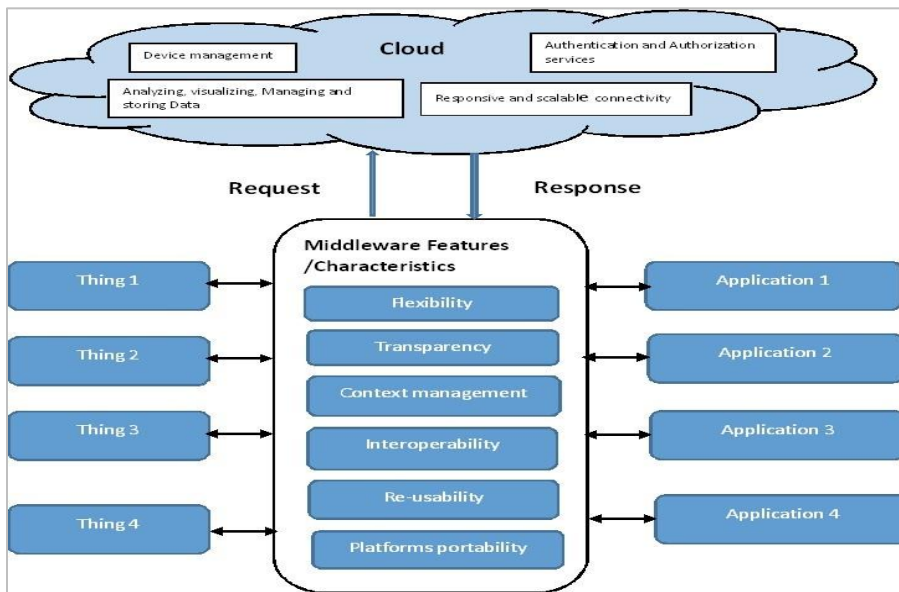 Cloud
Device management
Authentication and Authorization
services
Analyzing, visualizing, Managing and
storing Data
Responsive and scalable connectivity
Request
Response
Middleware Features
/Characteristics
Thing 1
Flexibility
Application 1
Thing 2
Transparency
Application 2
Context management
Thing 3
Interoperability
Application 3
Re-usability
Thing 4
Application 4
Platforms portability